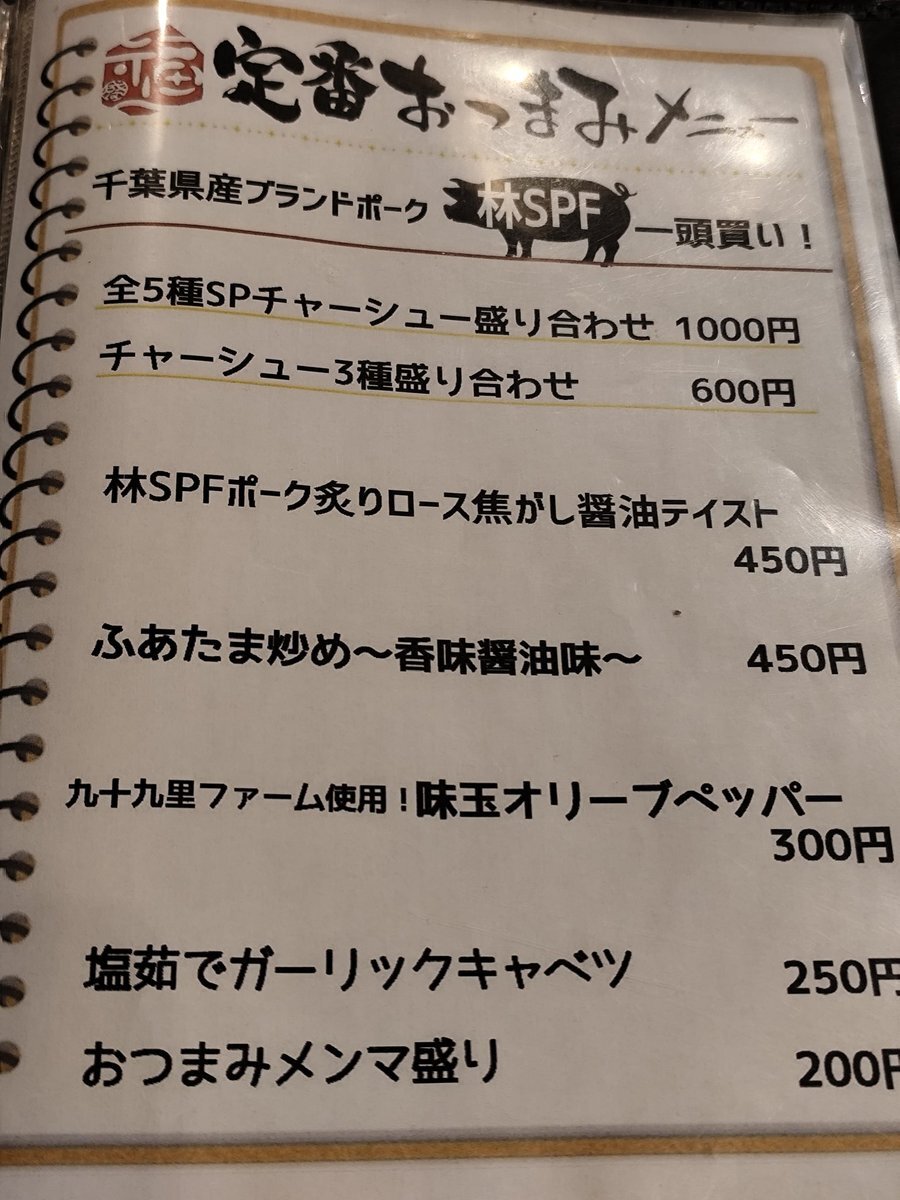 定番おつまみメニュー
千葉県産ブランドポーク 林SPF 一頭買い！
全5種SPチャーシュー盛り合わせ 1000円
チャーシュー3種盛り合わせ 600円
林SPFポーク炙りロース焦がし醤油テイスト
450円
ふあたま炒め〜香味醤油味〜 450円
九十九里ファーム使用！味玉オリーブペッパー
300円
塩茹でガーリックキャベツ 250円
おつまみメンマ盛り 200円